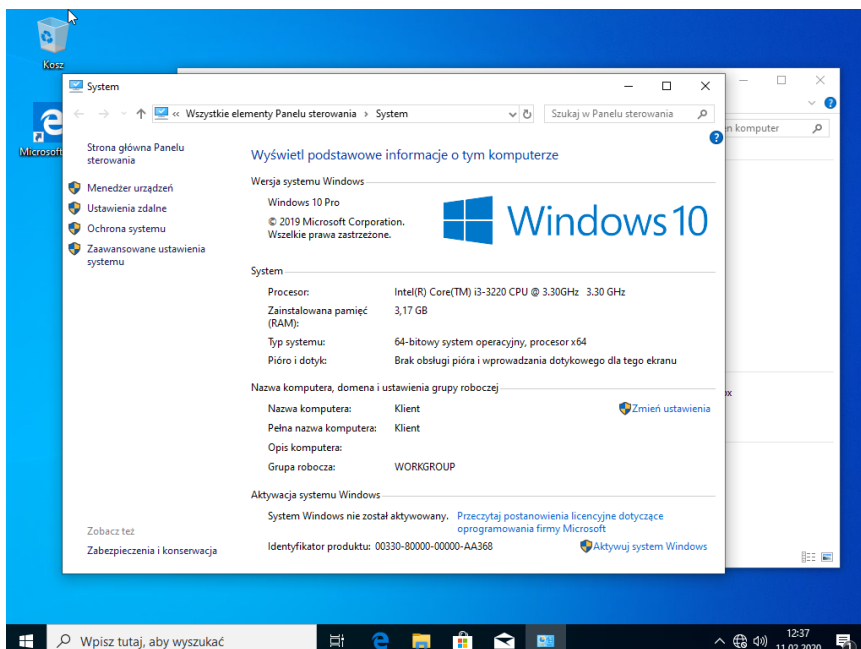 Kosz
Microsoft
System
« Wszystkie elementy Panelu sterowania › System
Szukaj w Panelu sterowania
komputer
Strona główna Panelu
sterowania
Menedżer urządzeń
Ustawienia zdalne
Ochrona systemu
Zaawansowane ustawienia
systemu
Zobacz też
Zabezpieczenia i konserwacja
Wyświetl podstawowe informacje o tym komputerze
Wersja systemu Windows
Windows 10 Pro
© 2019 Microsoft Corporation.
Wszelkie prawa zastrzeżone.
Windows 10
System
Procesor: Intel(R) Core(TM) i3-3220 CPU @ 3.30GHz 3.30 GHz
Zainstalowana pamięć 3,17 GB
(RAM):
Typ systemu: 64-bitowy system operacyjny, procesor x64
Pióro i dotyk: Brak obsługi pióra i wprowadzania dotykowego dla tego ekranu
Nazwa komputera, domena i ustawienia grupy roboczej
Nazwa komputera: Klient Zmień ustawienia
Pełna nazwa komputera: Klient
Opis komputera:
Grupa robocza: WORKGROUP
Aktywacja systemu Windows
System Windows nie został aktywowany. Przeczytaj postanowienia licencyjne dotyczące
oprogramowania firmy Microsoft
Identyfikator produktu: 00330-80000-00000-AA368 Aktywuj system Windows
Wpisz tutaj, aby wyszukać
12:37
11.02.2020